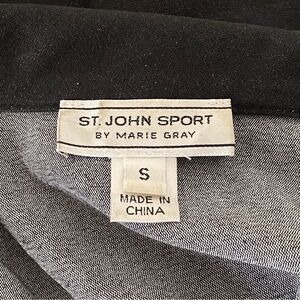 ST. JOHN SPORT
BY MARIE GRAY
S
MADE IN
CHINA